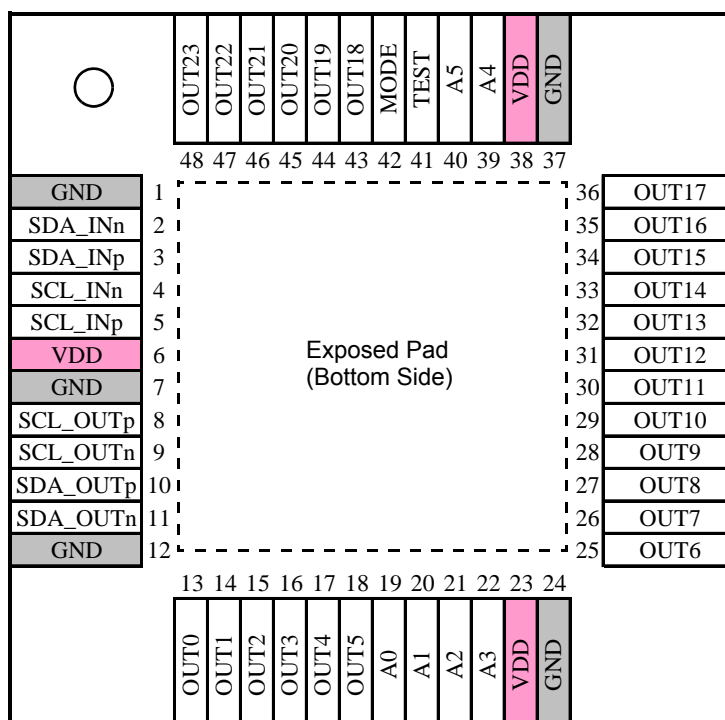 OUT23 OUT22 OUT21 OUT20 OUT19 OUT18 MODE TEST A5 A4 VDD GND
48 47 46 45 44 43 42 41 40 39 38 37
GND 1 36 OUT17
SDA_INn 2 35 OUT16
SDA_INp 3 34 OUT15
SCL_INn 4 33 OUT14
SCL_INp 5 32 OUT13
VDD 6 31 OUT12
Exposed Pad
(Bottom Side)
GND 7 30 OUT11
SCL_OUTp 8 29 OUT10
SCL_OUTn 9 28 OUT9
SDA_OUTp 10 27 OUT8
SDA_OUTn 11 26 OUT7
GND 12 25 OUT6
13 14 15 16 17 18 19 20 21 22 23 24
OUT0 OUT1 OUT2 OUT3 OUT4 OUT5 A0 A1 A2 A3 VDD GND